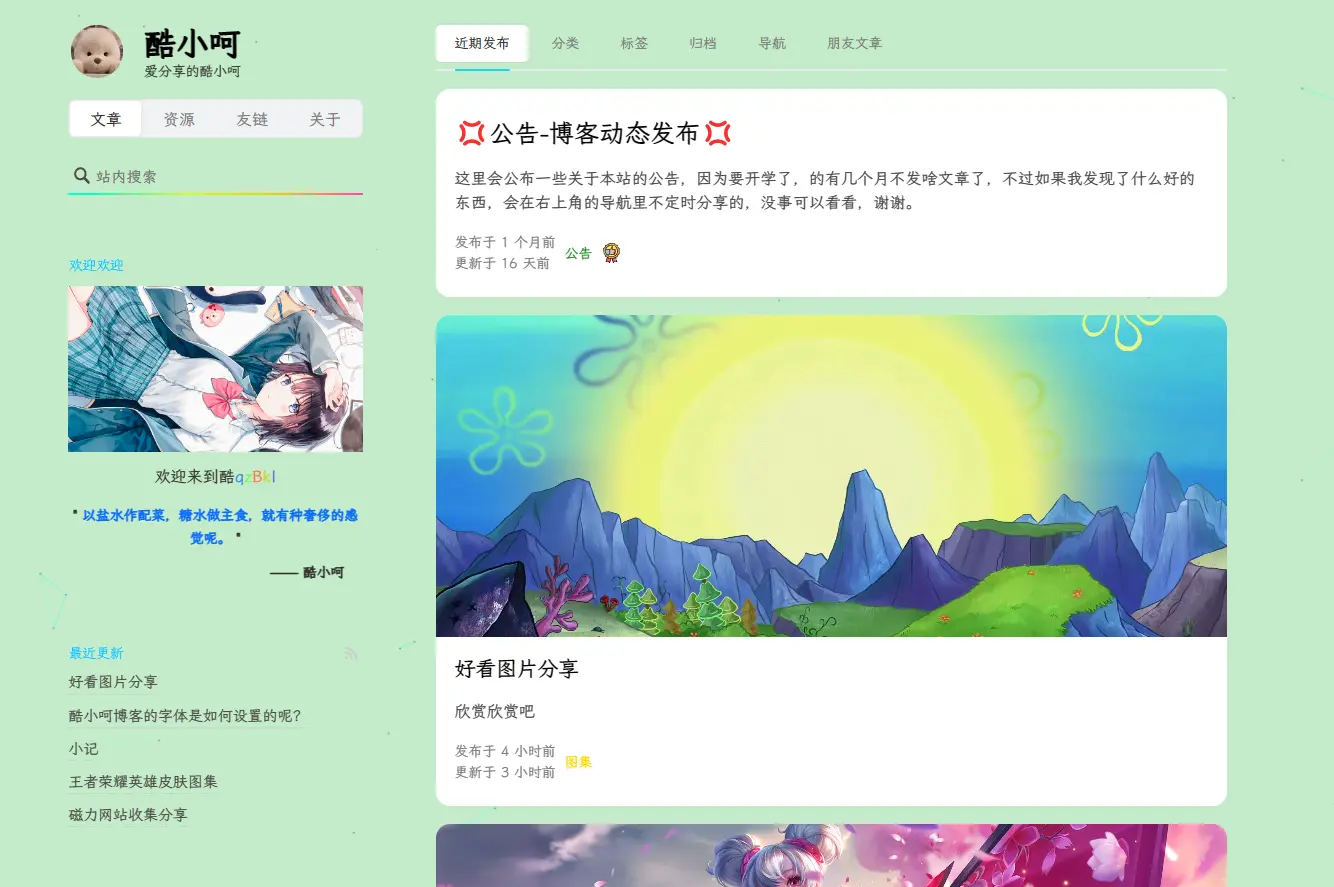 酷小呵
爱分享的酷小呵
文章 资源 友链 关于
站内搜索
欢迎欢迎
欢迎来到酷qzBkl
" 以盐水作配菜，糖水做主食，就有种奢侈的感
觉呢。 "
—— 酷小呵
最近更新
好看图片分享
酷小呵博客的字体是如何设置的呢？
小记
王者荣耀英雄皮肤图集
磁力网站收集分享
近期发布 分类 标签 归档 导航 朋友文章
💢公告-博客动态发布💢
这里会公布一些关于本站的公告，因为要开学了，的有几个月不发啥文章了，不过如果我发现了什么好的
东西，会在右上角的导航里不定时分享的，没事可以看看，谢谢。
发布于 1 个月前
更新于 16 天前
公告
好看图片分享
欣赏欣赏吧
发布于 4 小时前
更新于 3 小时前
图集